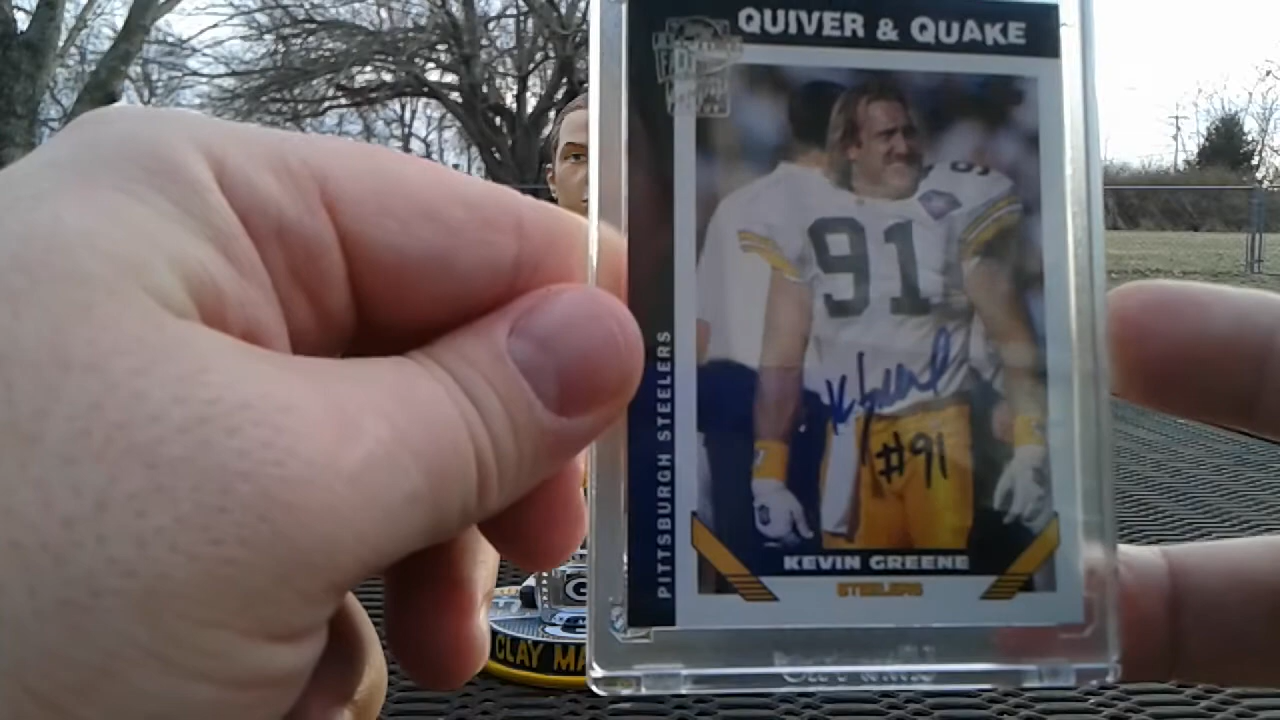 QUIVER & QUAKE
91
PITTSBURGH STEELERS
#91
KEVIN GREENE
STEELERS
CLAY MA
G